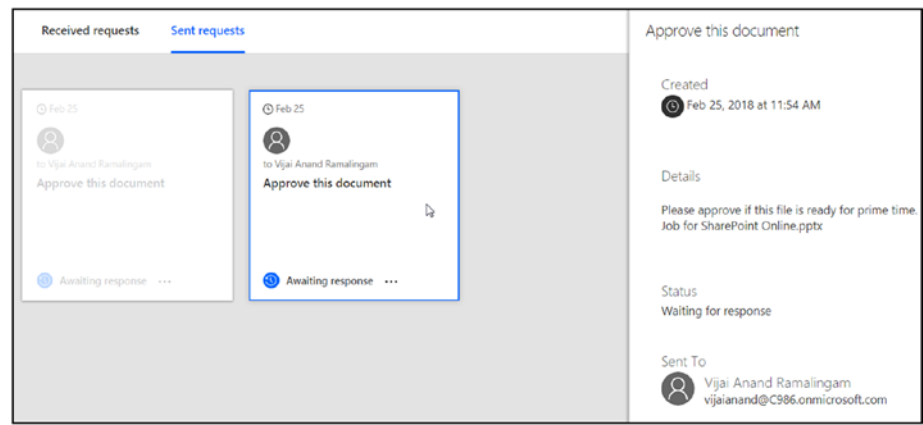 Received requests
Sent requests
Feb 25
to Vijai Anand Ramalingam
Approve this document
Awaiting response ...
Feb 25
to Vijai Anand Ramalingam
Approve this document
Awaiting response ...
Approve this document
Created
Feb 25, 2018 at 11:54 AM
Details
Please approve if this file is ready for prime time.
Job for SharePoint Online.pptx
Status
Waiting for response
Sent To
Vijai Anand Ramalingam
vijaianand@C986.onmicrosoft.com